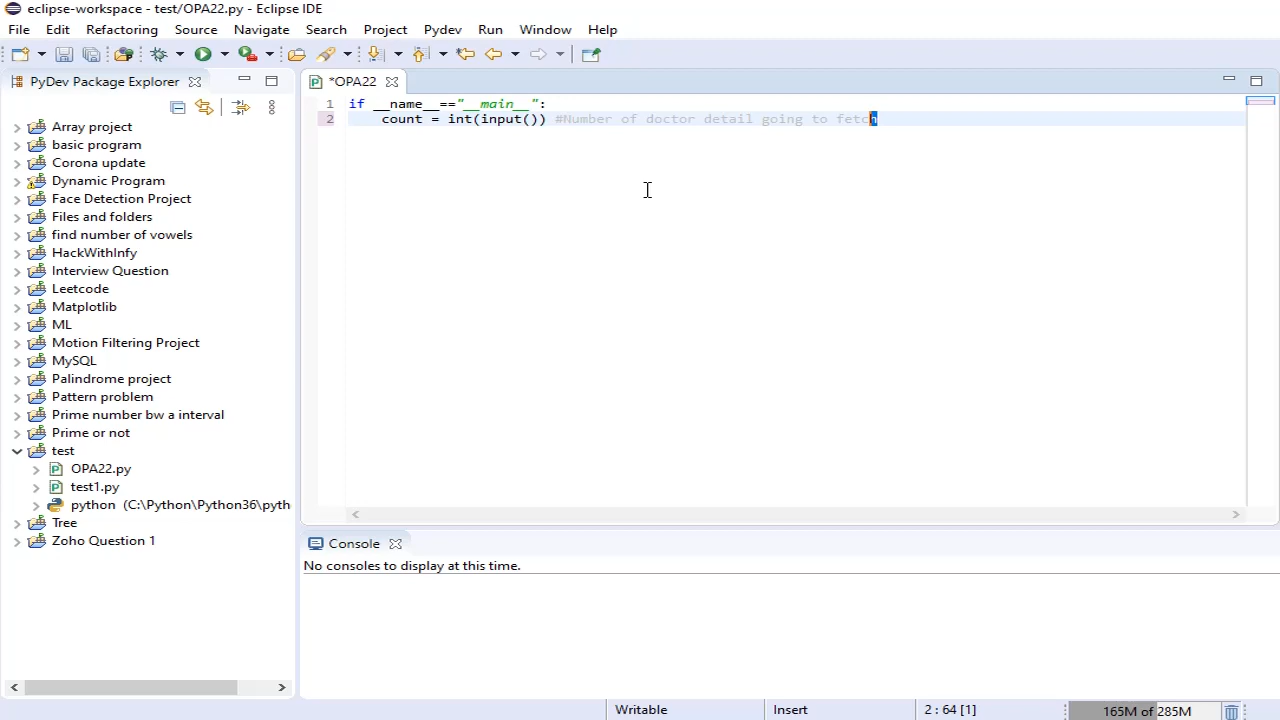 eclipse-workspace - test/OPA22.py - Eclipse IDE
File Edit Refactoring Source Navigate Search Project Pydev Run Window Help
PyDev Package Explorer
*OPA22
1 if __name__=="__main__":
2 count = int(input()) #Number of doctor detail going to fetch
Array project
basic program
Corona update
Dynamic Program
Face Detection Project
Files and folders
find number of vowels
HackWithInfy
Interview Question
Leetcode
Matplotlib
ML
Motion Filtering Project
MySQL
Palindrome project
Pattern problem
Prime number bw a interval
Prime or not
test
OPA22.py
test1.py
python (C:\Python\Python36\pyth
Tree
Zoho Question 1
Console
No consoles to display at this time.
Writable Insert 2 : 64 [1] 165M of 285M